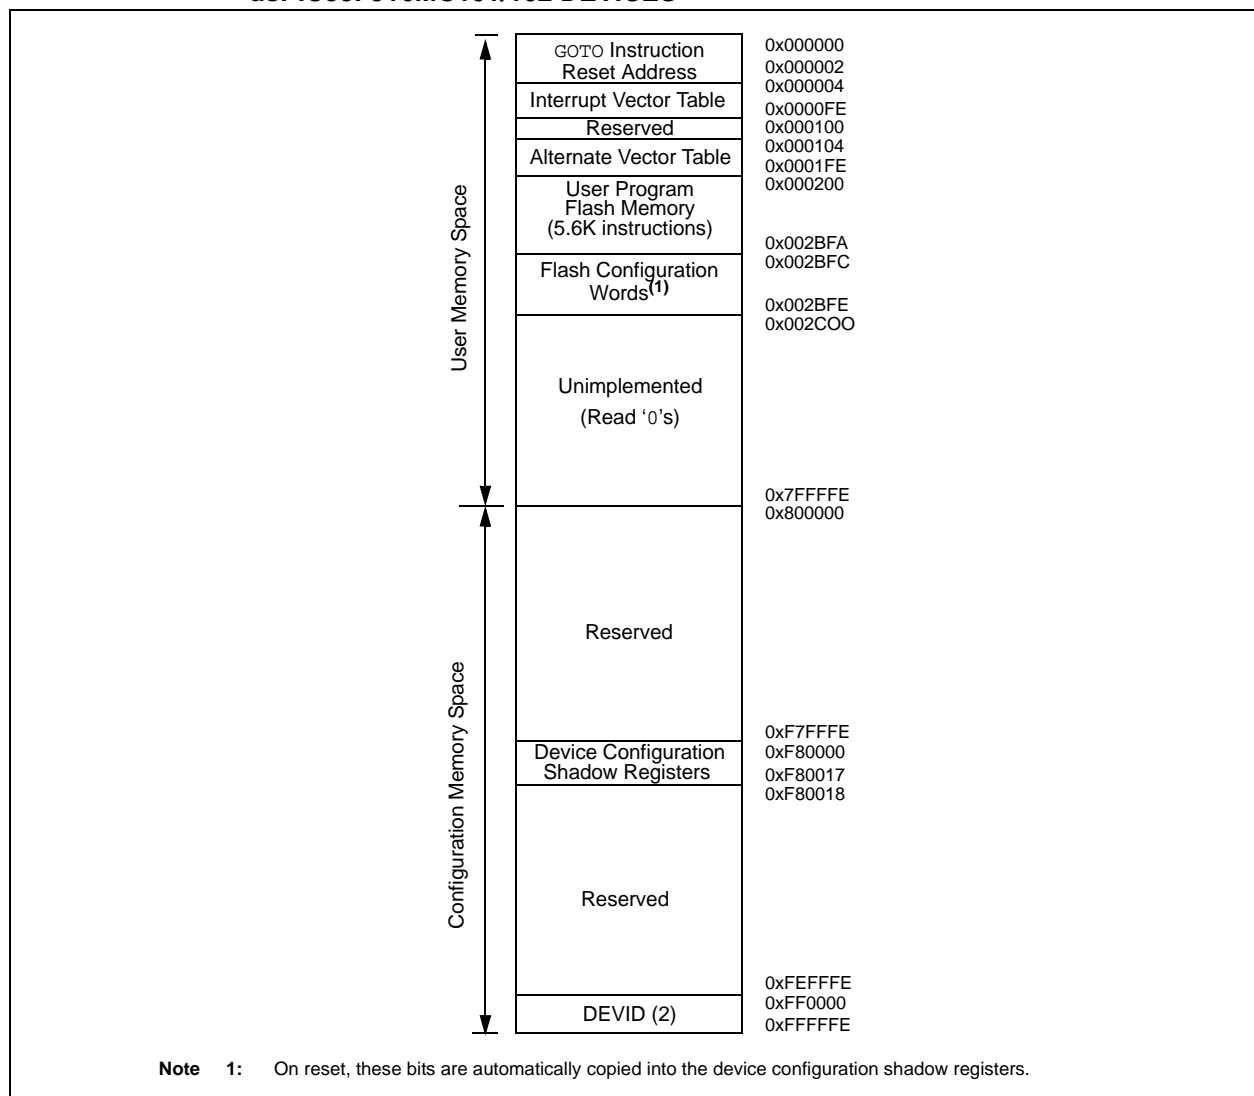 GOTO Instruction
Reset Address
0x000000
0x000002
Interrupt Vector Table
0x000004
0x0000FE
Reserved
0x000100
Alternate Vector Table
0x000104
0x0001FE
User Program
Flash Memory
(5.6K instructions)
0x000200
0x002BFA
Flash Configuration
Words(1)
0x002BFC
0x002BFE
Unimplemented
(Read ‘0’s)
0x002COO
0x7FFFFE
User Memory Space
Reserved
0x800000
0xF7FFFE
Device Configuration
Shadow Registers
0xF80000
0xF80017
Reserved
0xF80018
0xFEFFFE
DEVID (2)
0xFF0000
0xFFFFFE
Configuration Memory Space
Note 1: On reset, these bits are automatically copied into the device configuration shadow registers.